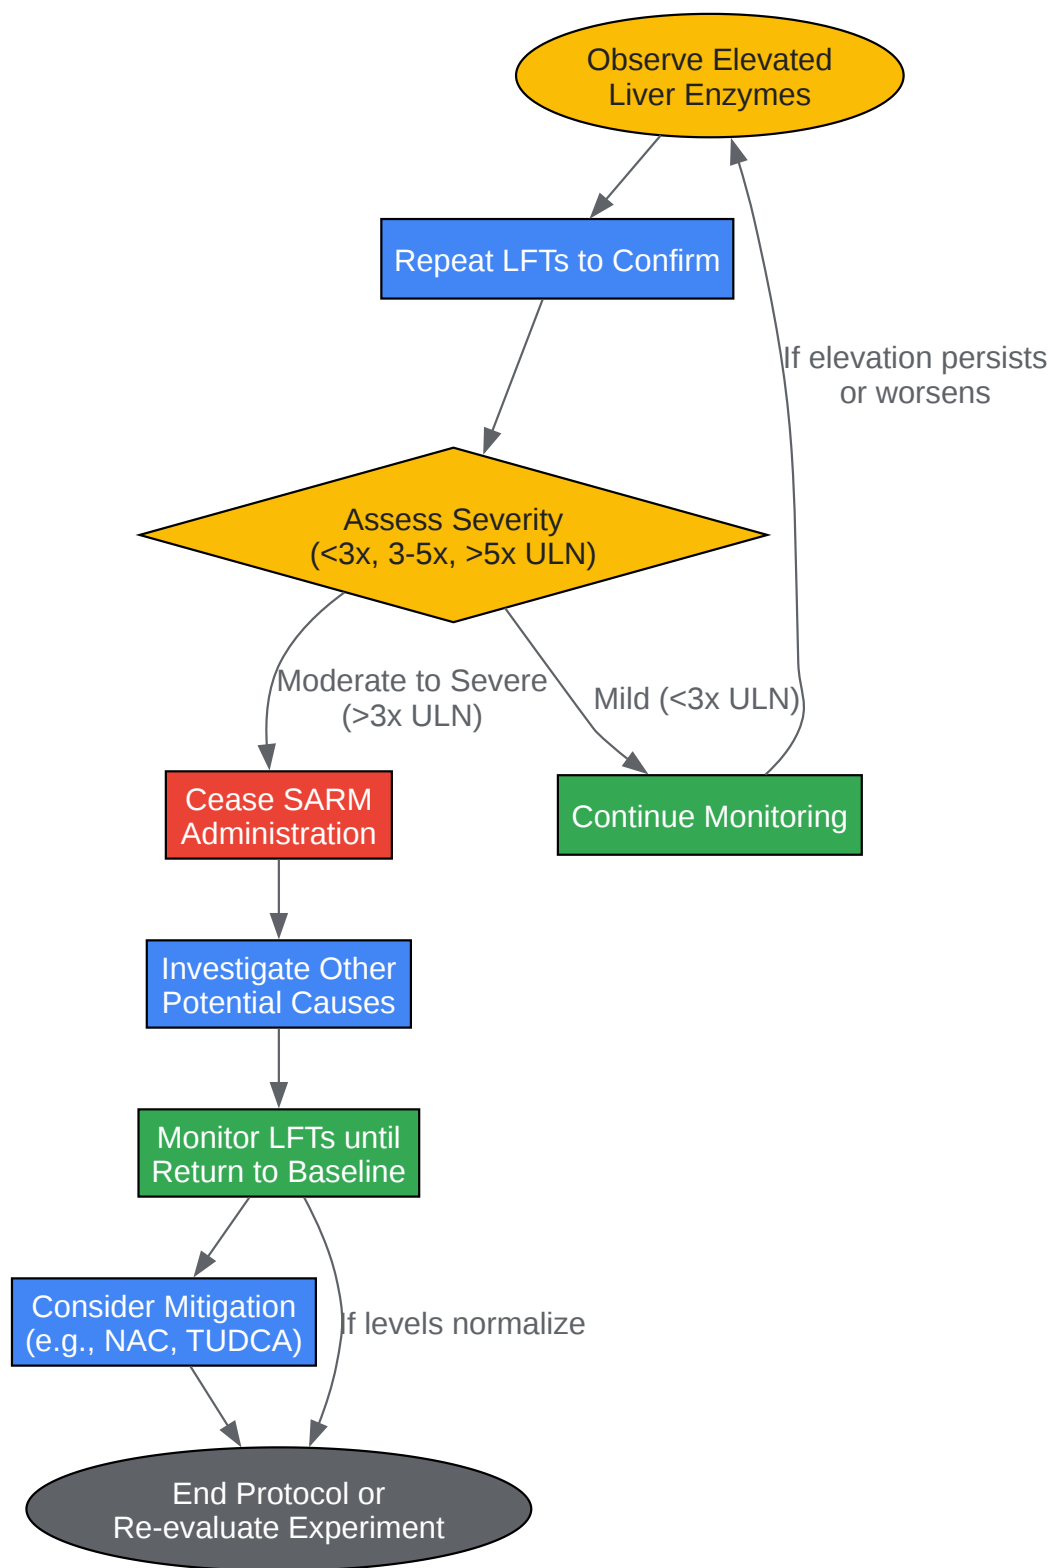 Observe Elevated
Liver Enzymes
Repeat LFTs to Confirm
If elevation persists
or worsens
Assess Severity
(<3x, 3-5x, >5x ULN)
Moderate to Severe
(>3x ULN)
Mild (<3x ULN)
Cease SARM
Administration
Continue Monitoring
Investigate Other
Potential Causes
Monitor LFTs until
Return to Baseline
Consider Mitigation
(e.g., NAC, TUDCA)
If levels normalize
End Protocol or
Re-evaluate Experiment